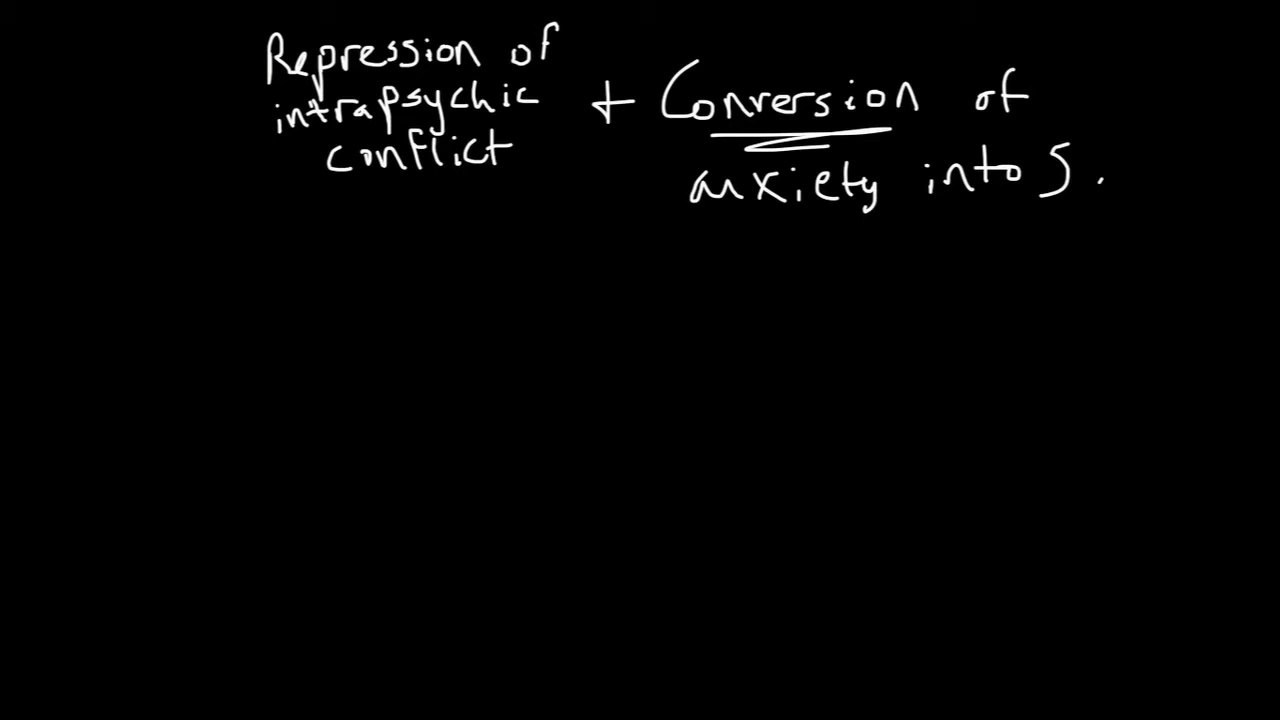 Repression of
intrapsychic
conflict
+ Conversion of
anxiety into S.